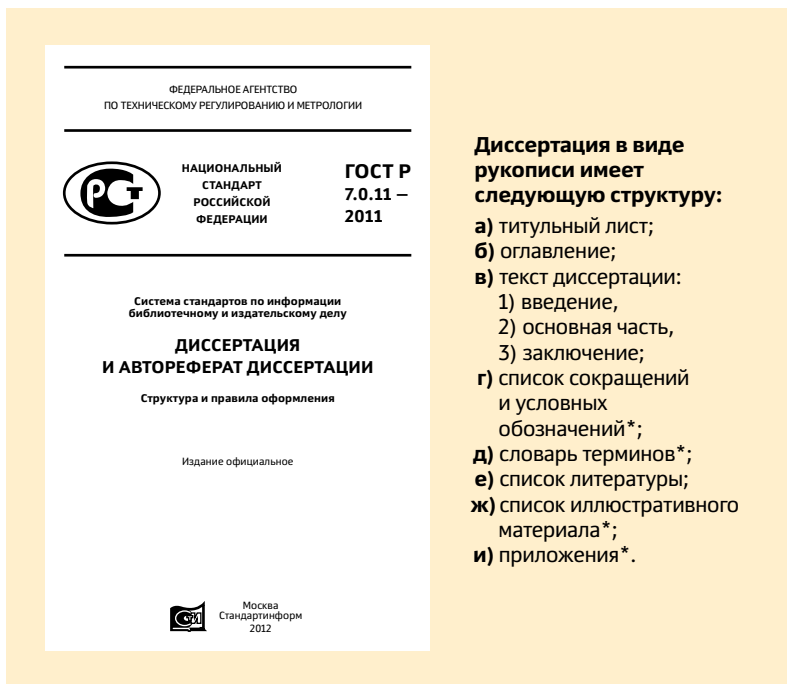 ФЕДЕРАЛЬНОЕ АГЕНТСТВО
ПО ТЕХНИЧЕСКОМУ РЕГУЛИРОВАНИЮ И МЕТРОЛОГИИ
РСТ
НАЦИОНАЛЬНЫЙ
СТАНДАРТ
РОССИЙСКОЙ
ФЕДЕРАЦИИ
ГОСТ Р
7.0.11 —
2011
Система стандартов по информации
библиотечному и издательскому делу
ДИССЕРТАЦИЯ
И АВТОРЕФЕРАТ ДИССЕРТАЦИИ
Структура и правила оформления
Издание официальное
СТИ
Москва
Стандартинформ
2012
Диссертация в виде
рукописи имеет
следующую структуру:
а) титульный лист;
б) оглавление;
в) текст диссертации:
1) введение,
2) основная часть,
3) заключение;
г) список сокращений
и условных
обозначений*;
д) словарь терминов*;
е) список литературы;
ж) список иллюстративного
материала*;
и) приложения*.